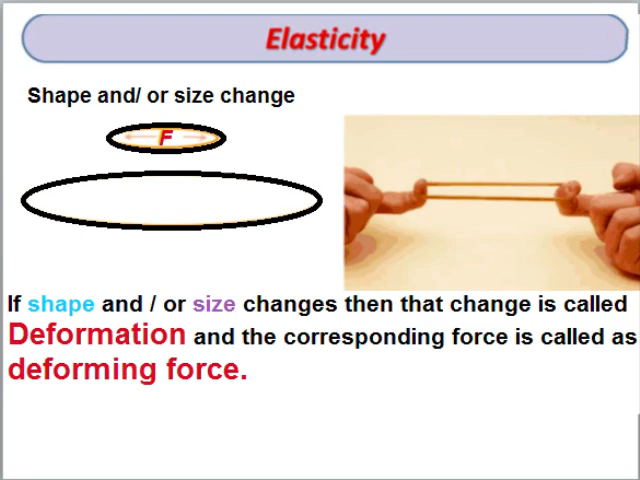 Elasticity
Shape and/ or size change
F
If shape and / or size changes then that change is called
Deformation and the corresponding force is called as
deforming force.